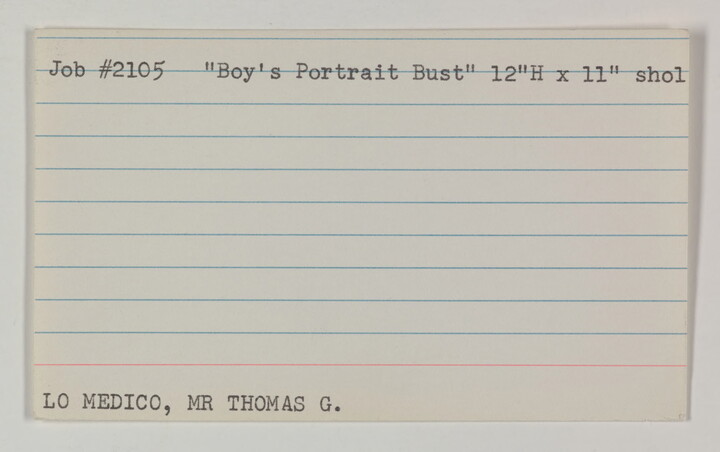 Job #2105 "Boy's Portrait Bust" 12"H x 11" shol
LO MEDICO, MR THOMAS G.